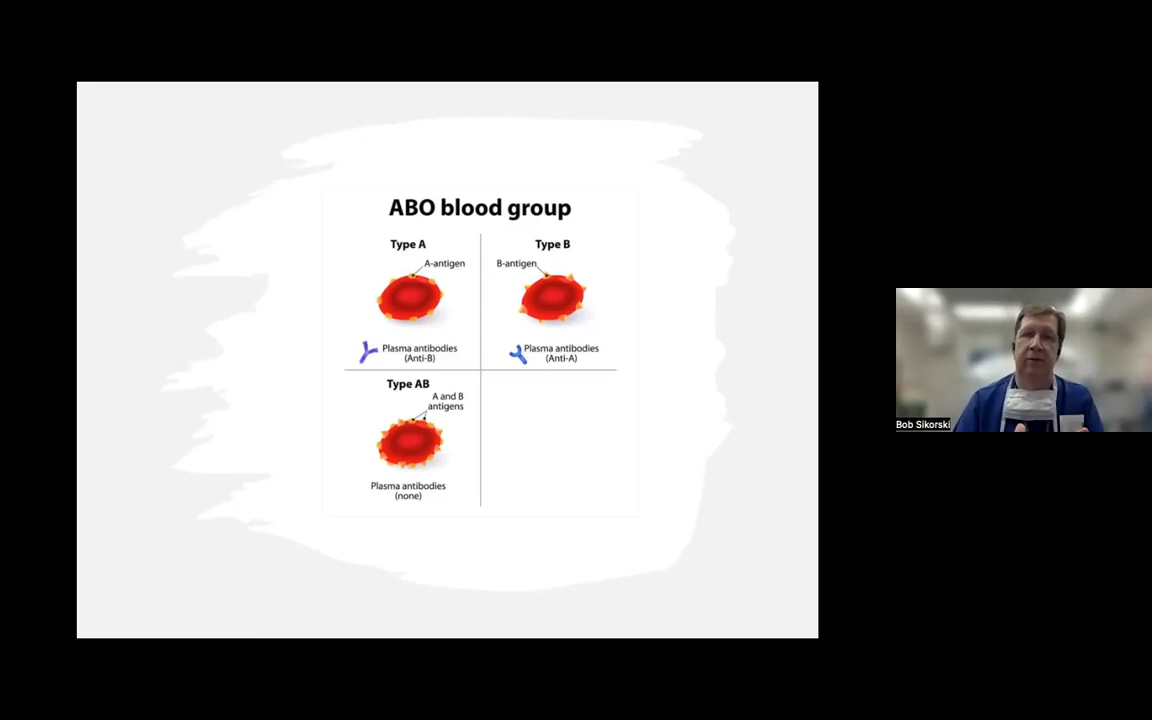 ABO blood group
Type A
A-antigen
Plasma antibodies
(Anti-B)
Type B
B-antigen
Plasma antibodies
(Anti-A)
Type AB
A and B
antigens
Plasma antibodies
(none)
Bob Sikorski